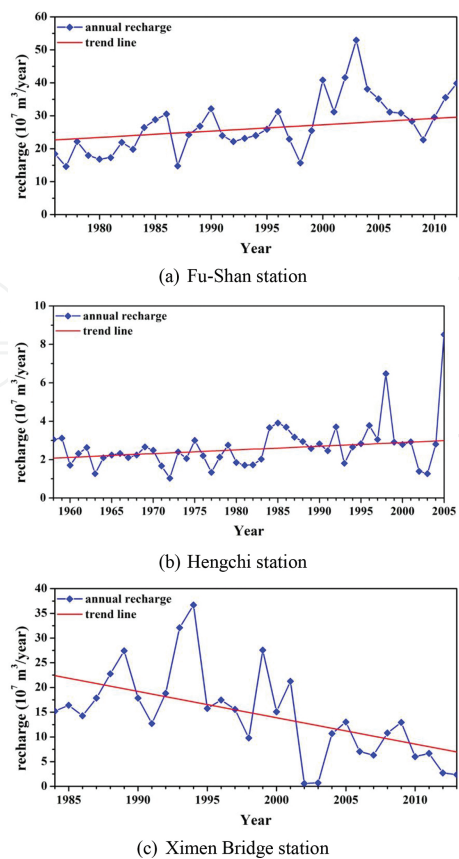 annual recharge
trend line
recharge (10⁷ m³/year)
60
50
40
30
20
10
0
1980 1985 1990 1995 2000 2005 2010
Year
(a) Fu-Shan station
annual recharge
trend line
recharge (10⁷ m³/year)
10
8
6
4
2
0
1960 1965 1970 1975 1980 1985 1990 1995 2000 2005
Year
(b) Hengchi station
annual recharge
trend line
recharge (10⁷ m³/year)
40
35
30
25
20
15
10
5
0
1985 1990 1995 2000 2005 2010
Year
(c) Ximen Bridge station